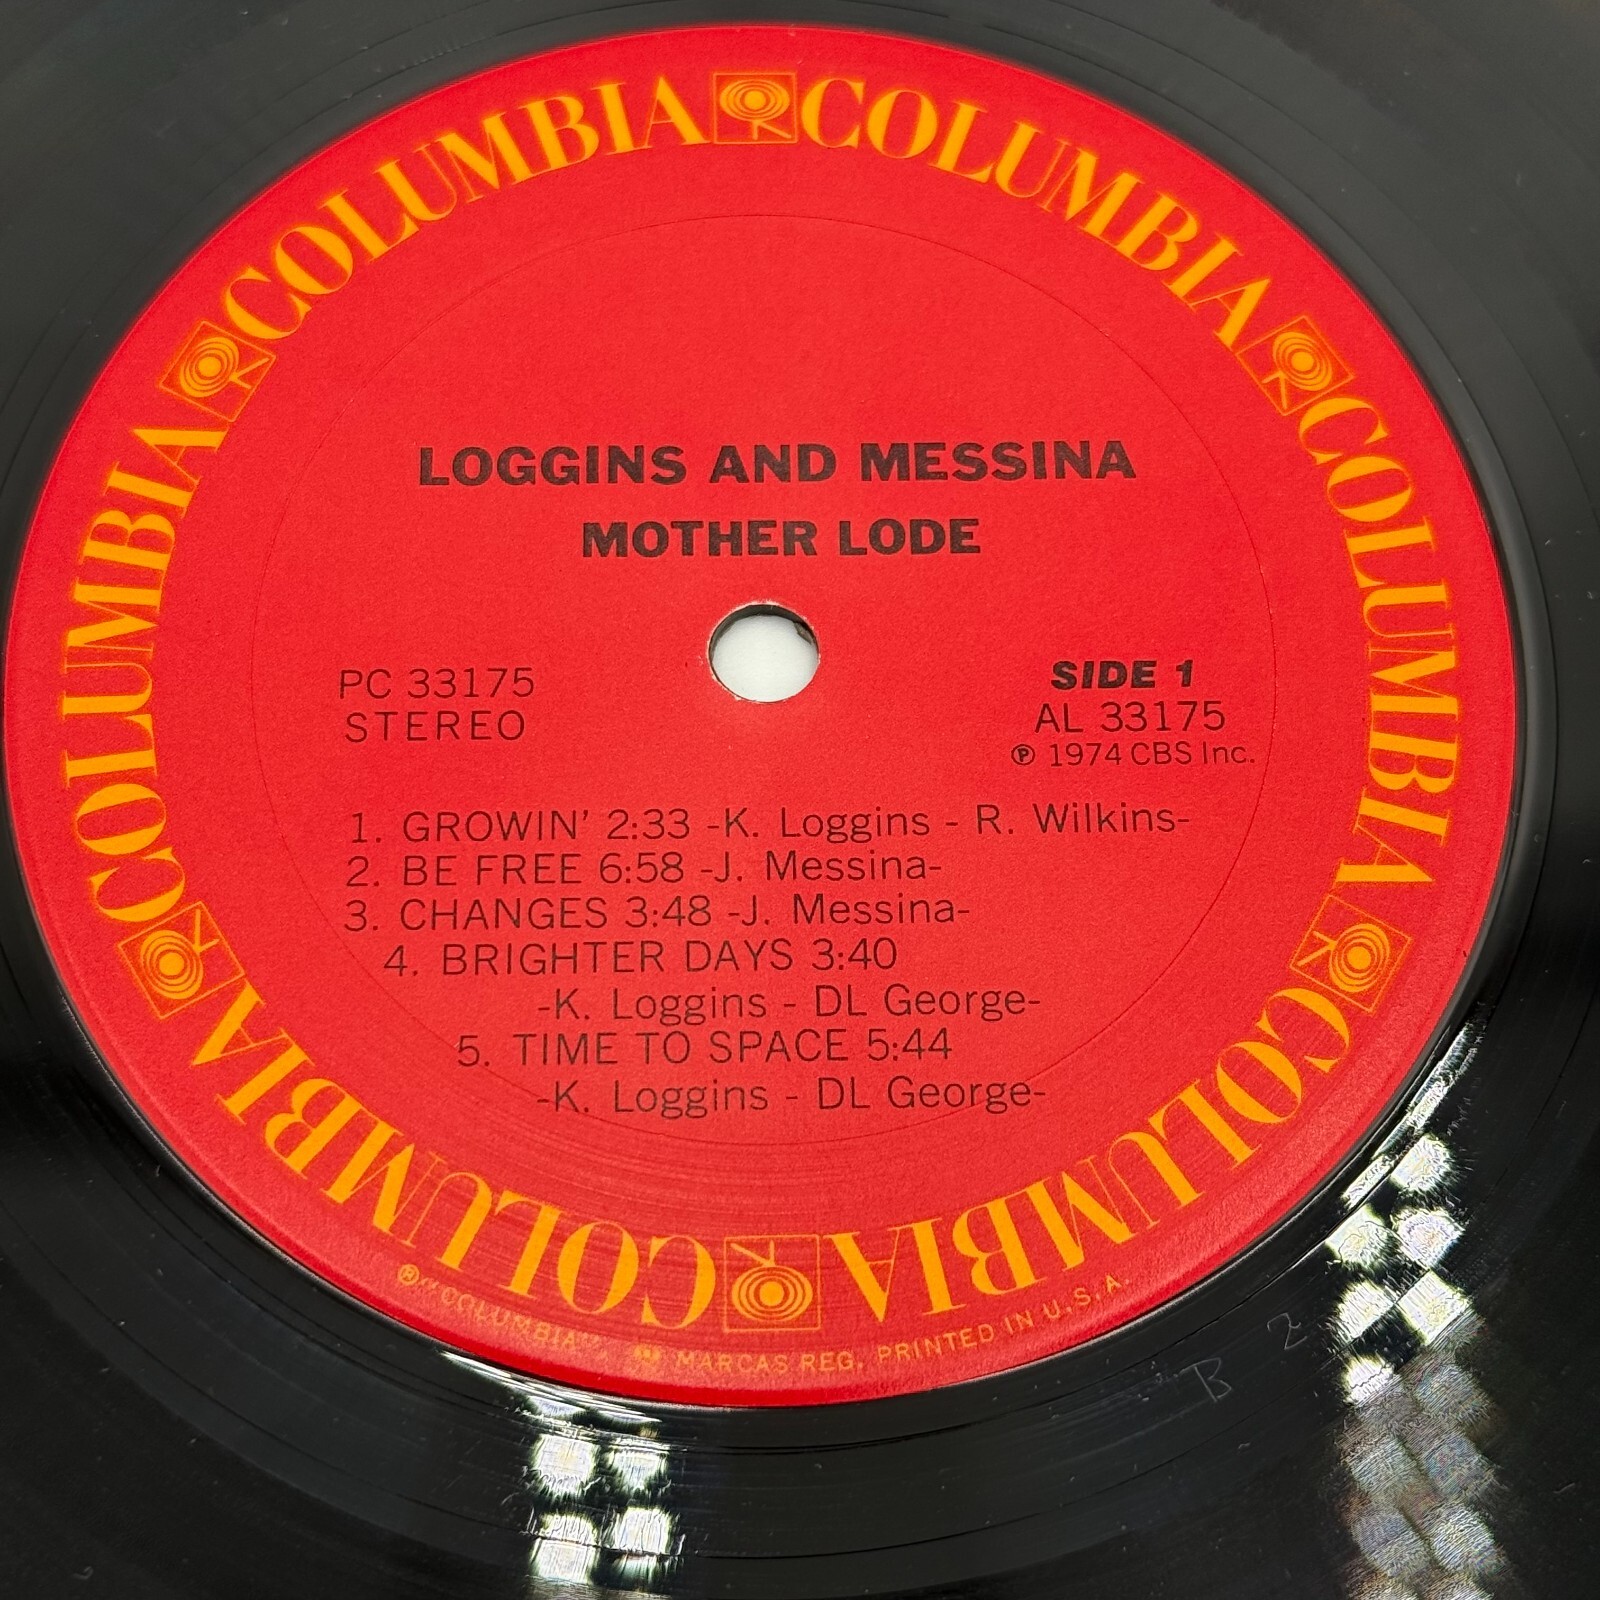 COLUMBIA COLUMBIA COLUMBIA COLUMBIA COLUMBIA COLUMBIA
LOGGINS AND MESSINA
MOTHER LODE
PC 33175
STEREO
SIDE 1
AL 33175
℗ 1974 CBS Inc.
1. GROWIN' 2:33 -K. Loggins - R. Wilkins-
2. BE FREE 6:58 -J. Messina-
3. CHANGES 3:48 -J. Messina-
4. BRIGHTER DAYS 3:40
-K. Loggins - DL George-
5. TIME TO SPACE 5:44
-K. Loggins - DL George-
® "COLUMBIA", MARCAS REG. PRINTED IN U.S.A.
B 2